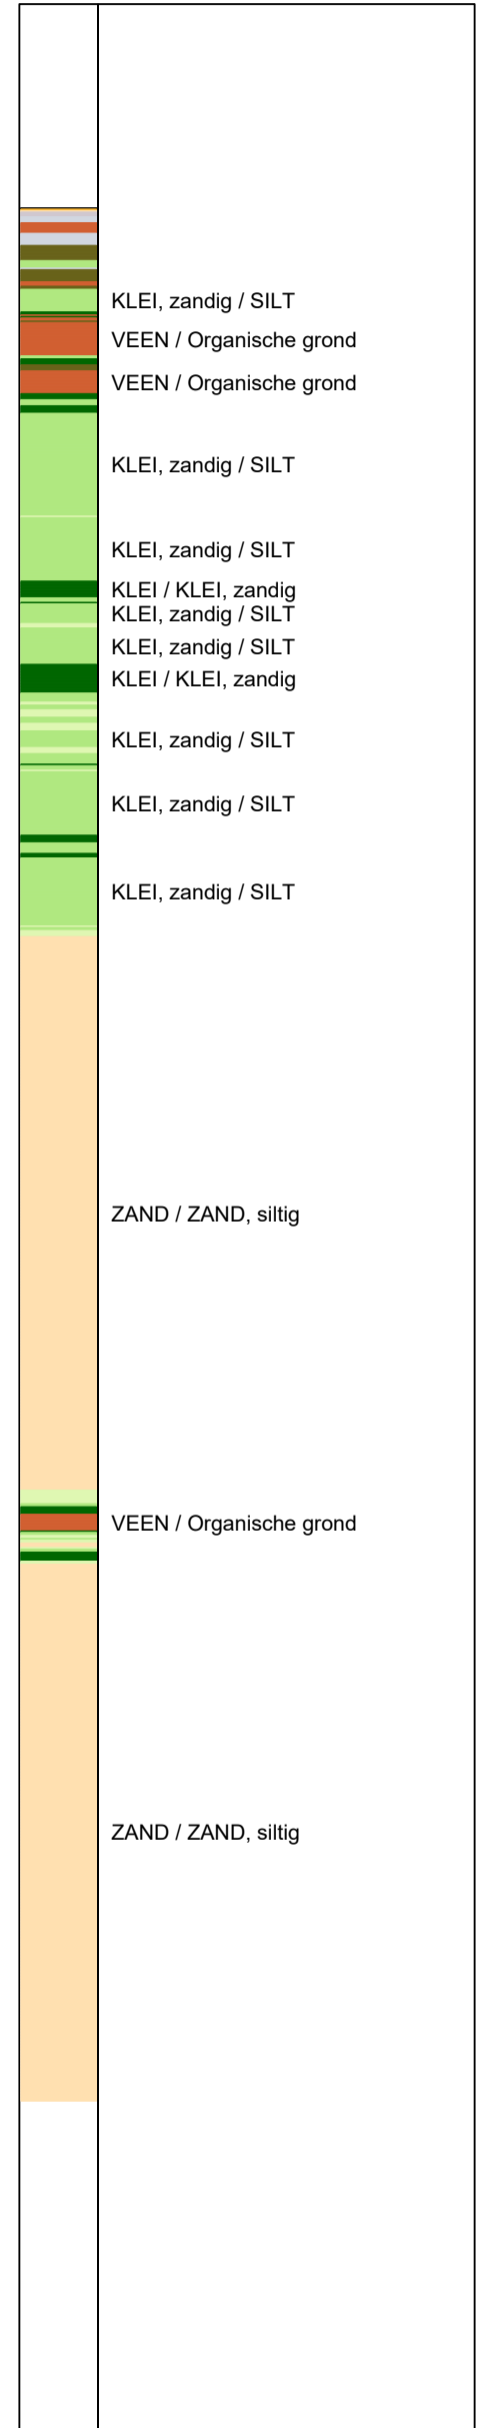 KLEI, zandig / SILT
VEEN / Organische grond
VEEN / Organische grond
KLEI, zandig / SILT
KLEI, zandig / SILT
KLEI / KLEI, zandig
KLEI, zandig / SILT
KLEI, zandig / SILT
KLEI / KLEI, zandig
KLEI, zandig / SILT
KLEI, zandig / SILT
KLEI, zandig / SILT
ZAND / ZAND, siltig
VEEN / Organische grond
ZAND / ZAND, siltig